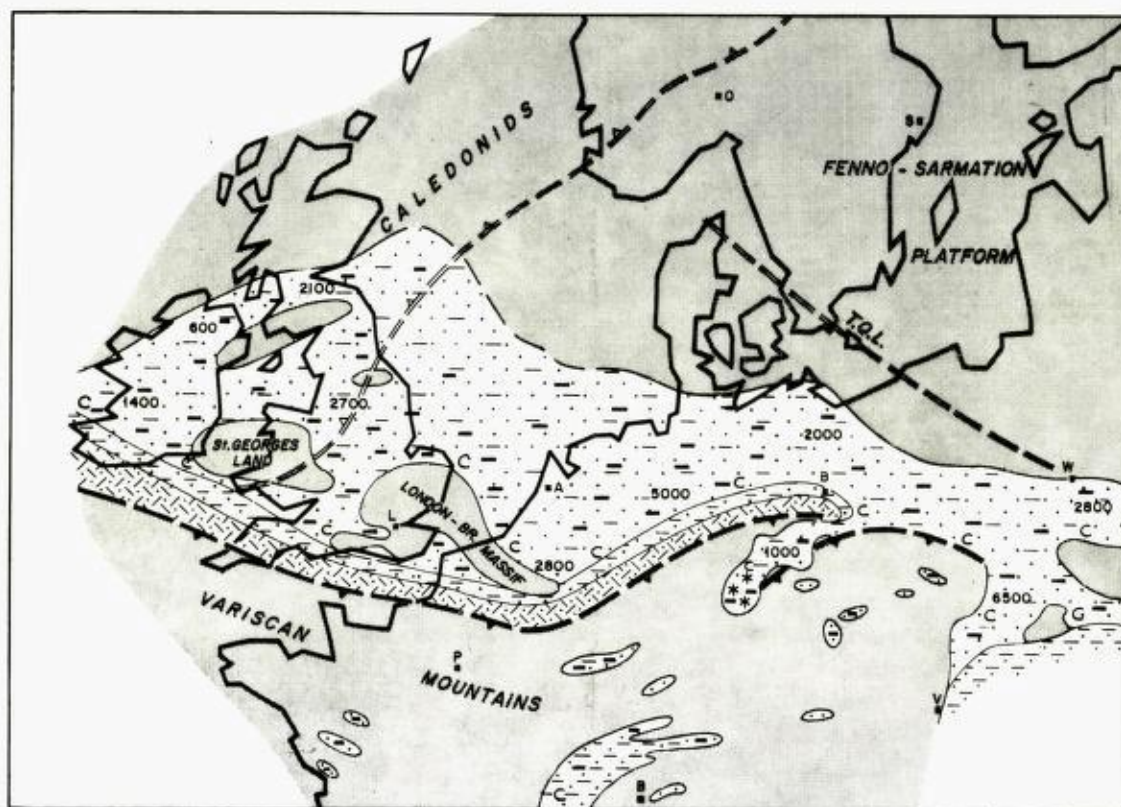 O
S
CALEDONIDS
FENNO - SARMATION
PLATFORM
2100
600
T.Q.L.
C
1400
2700
2000
St. GEORGES
LAND
C
LONDON - BR. MASSIF
A
5000
C
B
W
2800
L
C
C
C
C
C
2800
1000
C
VARISCAN
6500
C
C
G
P
MOUNTAINS
V
C
B